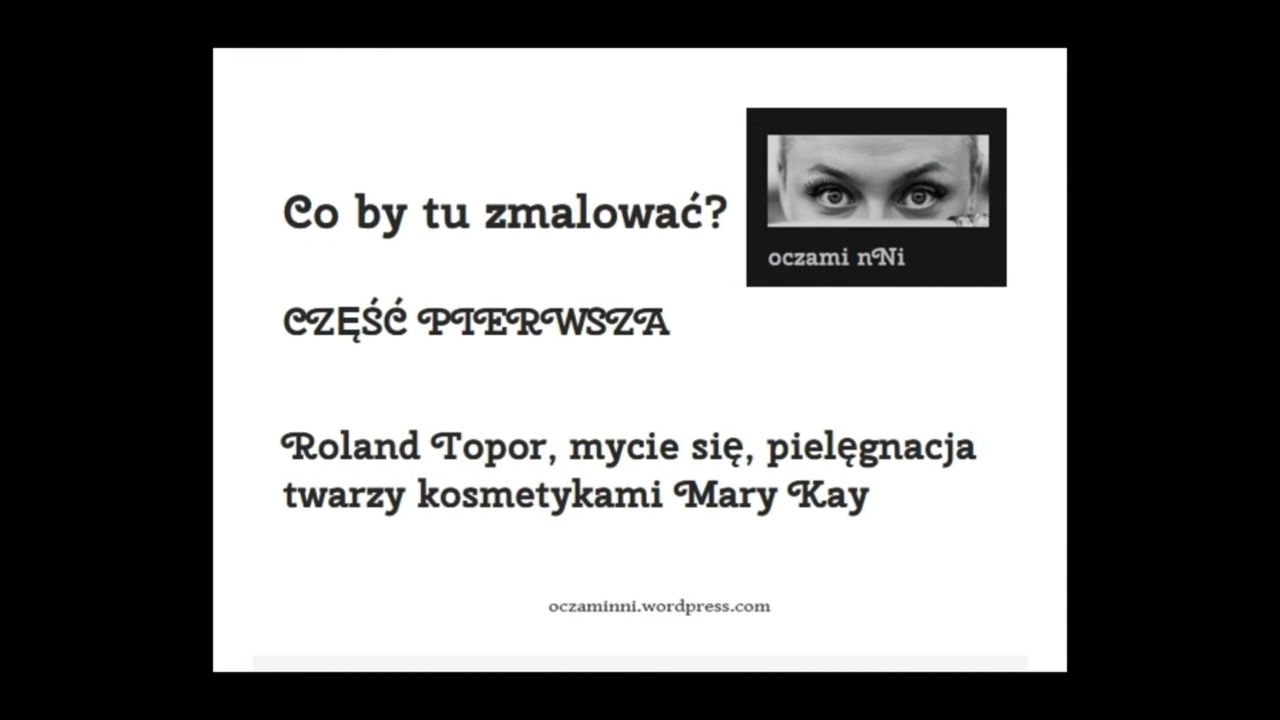 Co by tu zmalować?
oczami nNi
CZĘŚĆ PIERWSZA
Roland Topor, mycie się, pielęgnacja
twarzy kosmetykami Mary Kay
oczaminni.wordpress.com